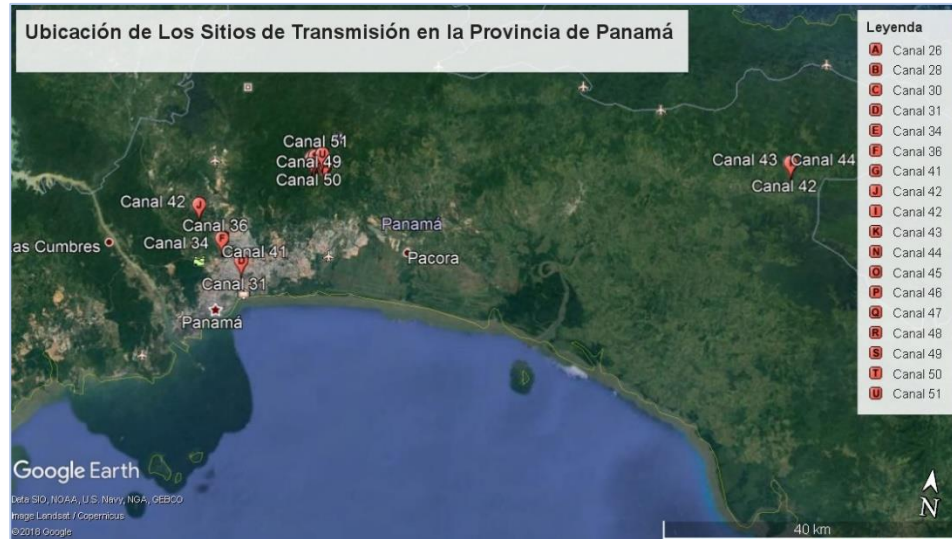 Ubicación de Los Sitios de Transmisión en la Provincia de Panamá
Leyenda
A Canal 26
B Canal 28
C Canal 30
D Canal 31
E Canal 34
F Canal 36
G Canal 41
J Canal 42
I Canal 42
K Canal 43
N Canal 44
O Canal 45
P Canal 46
Q Canal 47
R Canal 48
S Canal 49
T Canal 50
U Canal 51
Canal 51
U
Canal 49
Canal 50
Canal 43
Canal 44
Canal 42
Canal 42
J
Canal 36
Canal 34
F
Canal 41
Canal 31
as Cumbres
Panamá
Pacora
Panamá
Google Earth
Data SIO, NOAA, U.S. Navy, NGA, GEBCO
Image Landsat / Copernicus
©2018 Google
N
40 km